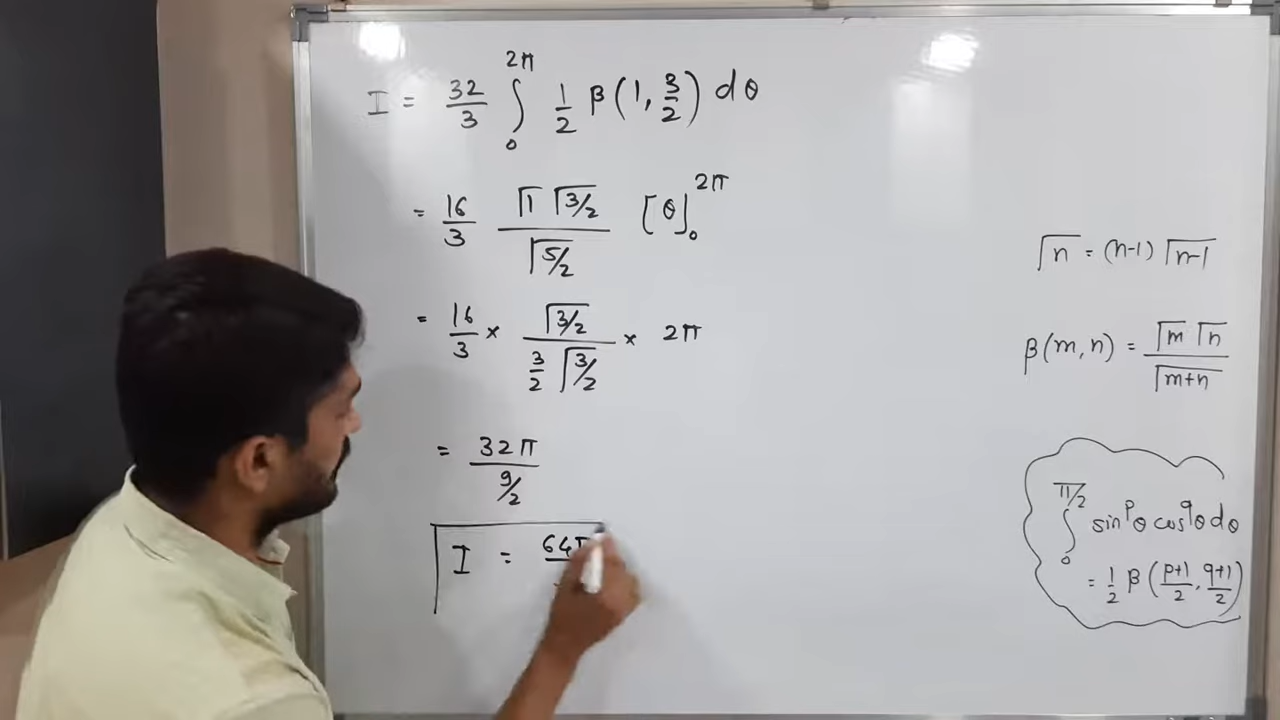 I = 32/3 ∫₀^2π 1/2 β(1, 3/2) dθ
= 16/3 Γ1 Γ3/2 / Γ5/2 [θ]₀^2π
= 16/3 × Γ3/2 / (3/2 Γ3/2) × 2π
= 32π / (9/2)
I = 64π
Γn = (n-1) Γn-1
β(m,n) = Γm Γn / Γm+n
∫₀^π/2 sin^p θ cos^q θ dθ
= 1/2 β(p+1/2, q+1/2)